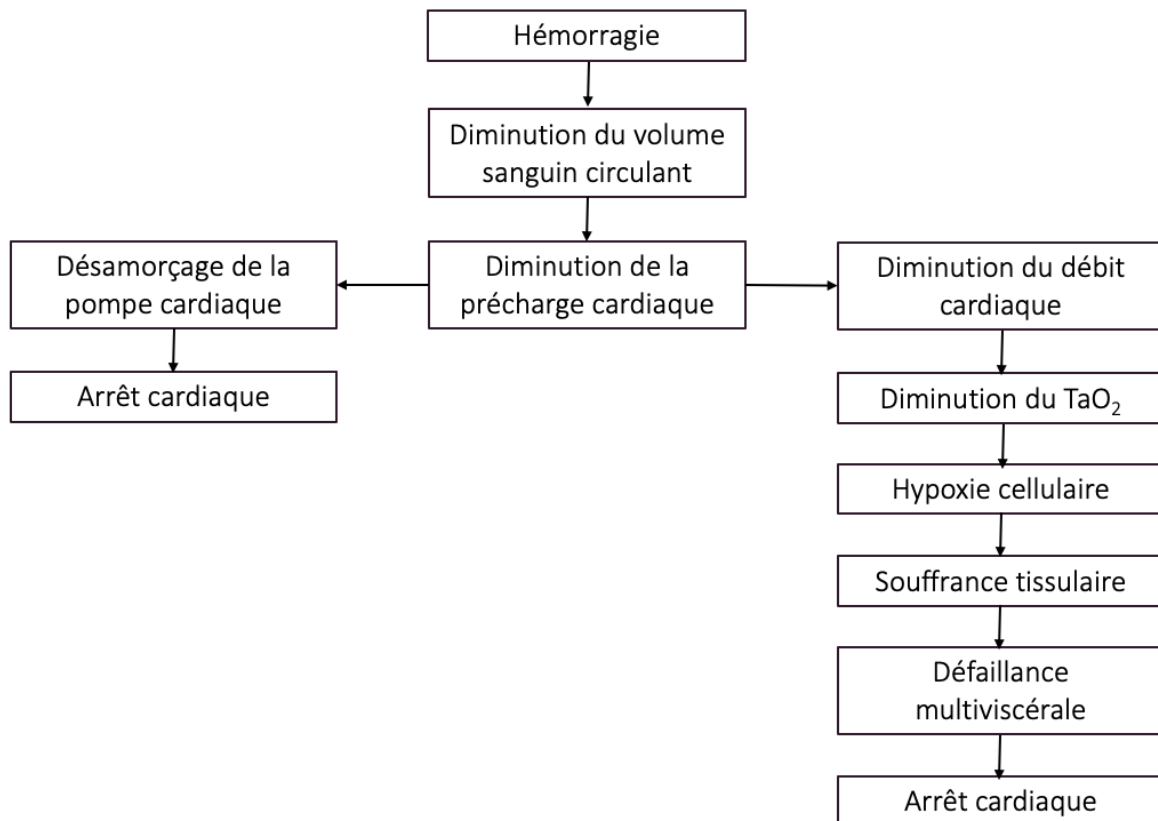 Hémorragie
Diminution du volume
sanguin circulant
Désamorçage de la
pompe cardiaque
Diminution de la
précharge cardiaque
Diminution du débit
cardiaque
Arrêt cardiaque
Diminution du TaO₂
Hypoxie cellulaire
Souffrance tissulaire
Défaillance
multiviscérale
Arrêt cardiaque